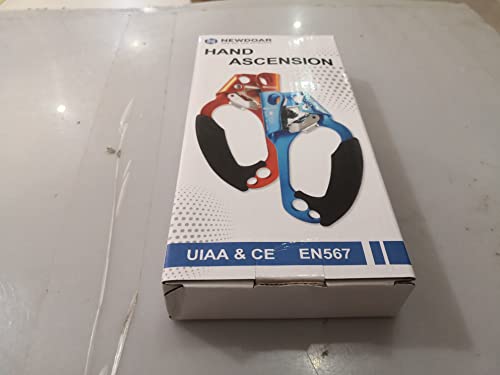 NEWDOAR
HAND
ASCENSION
UIAA & CE EN567